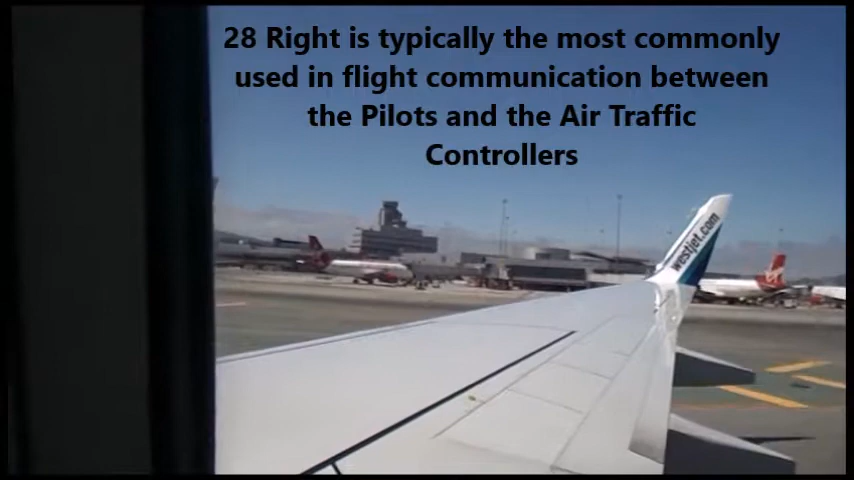 28 Right is typically the most commonly
used in flight communication between
the Pilots and the Air Traffic
Controllers
westjet.com